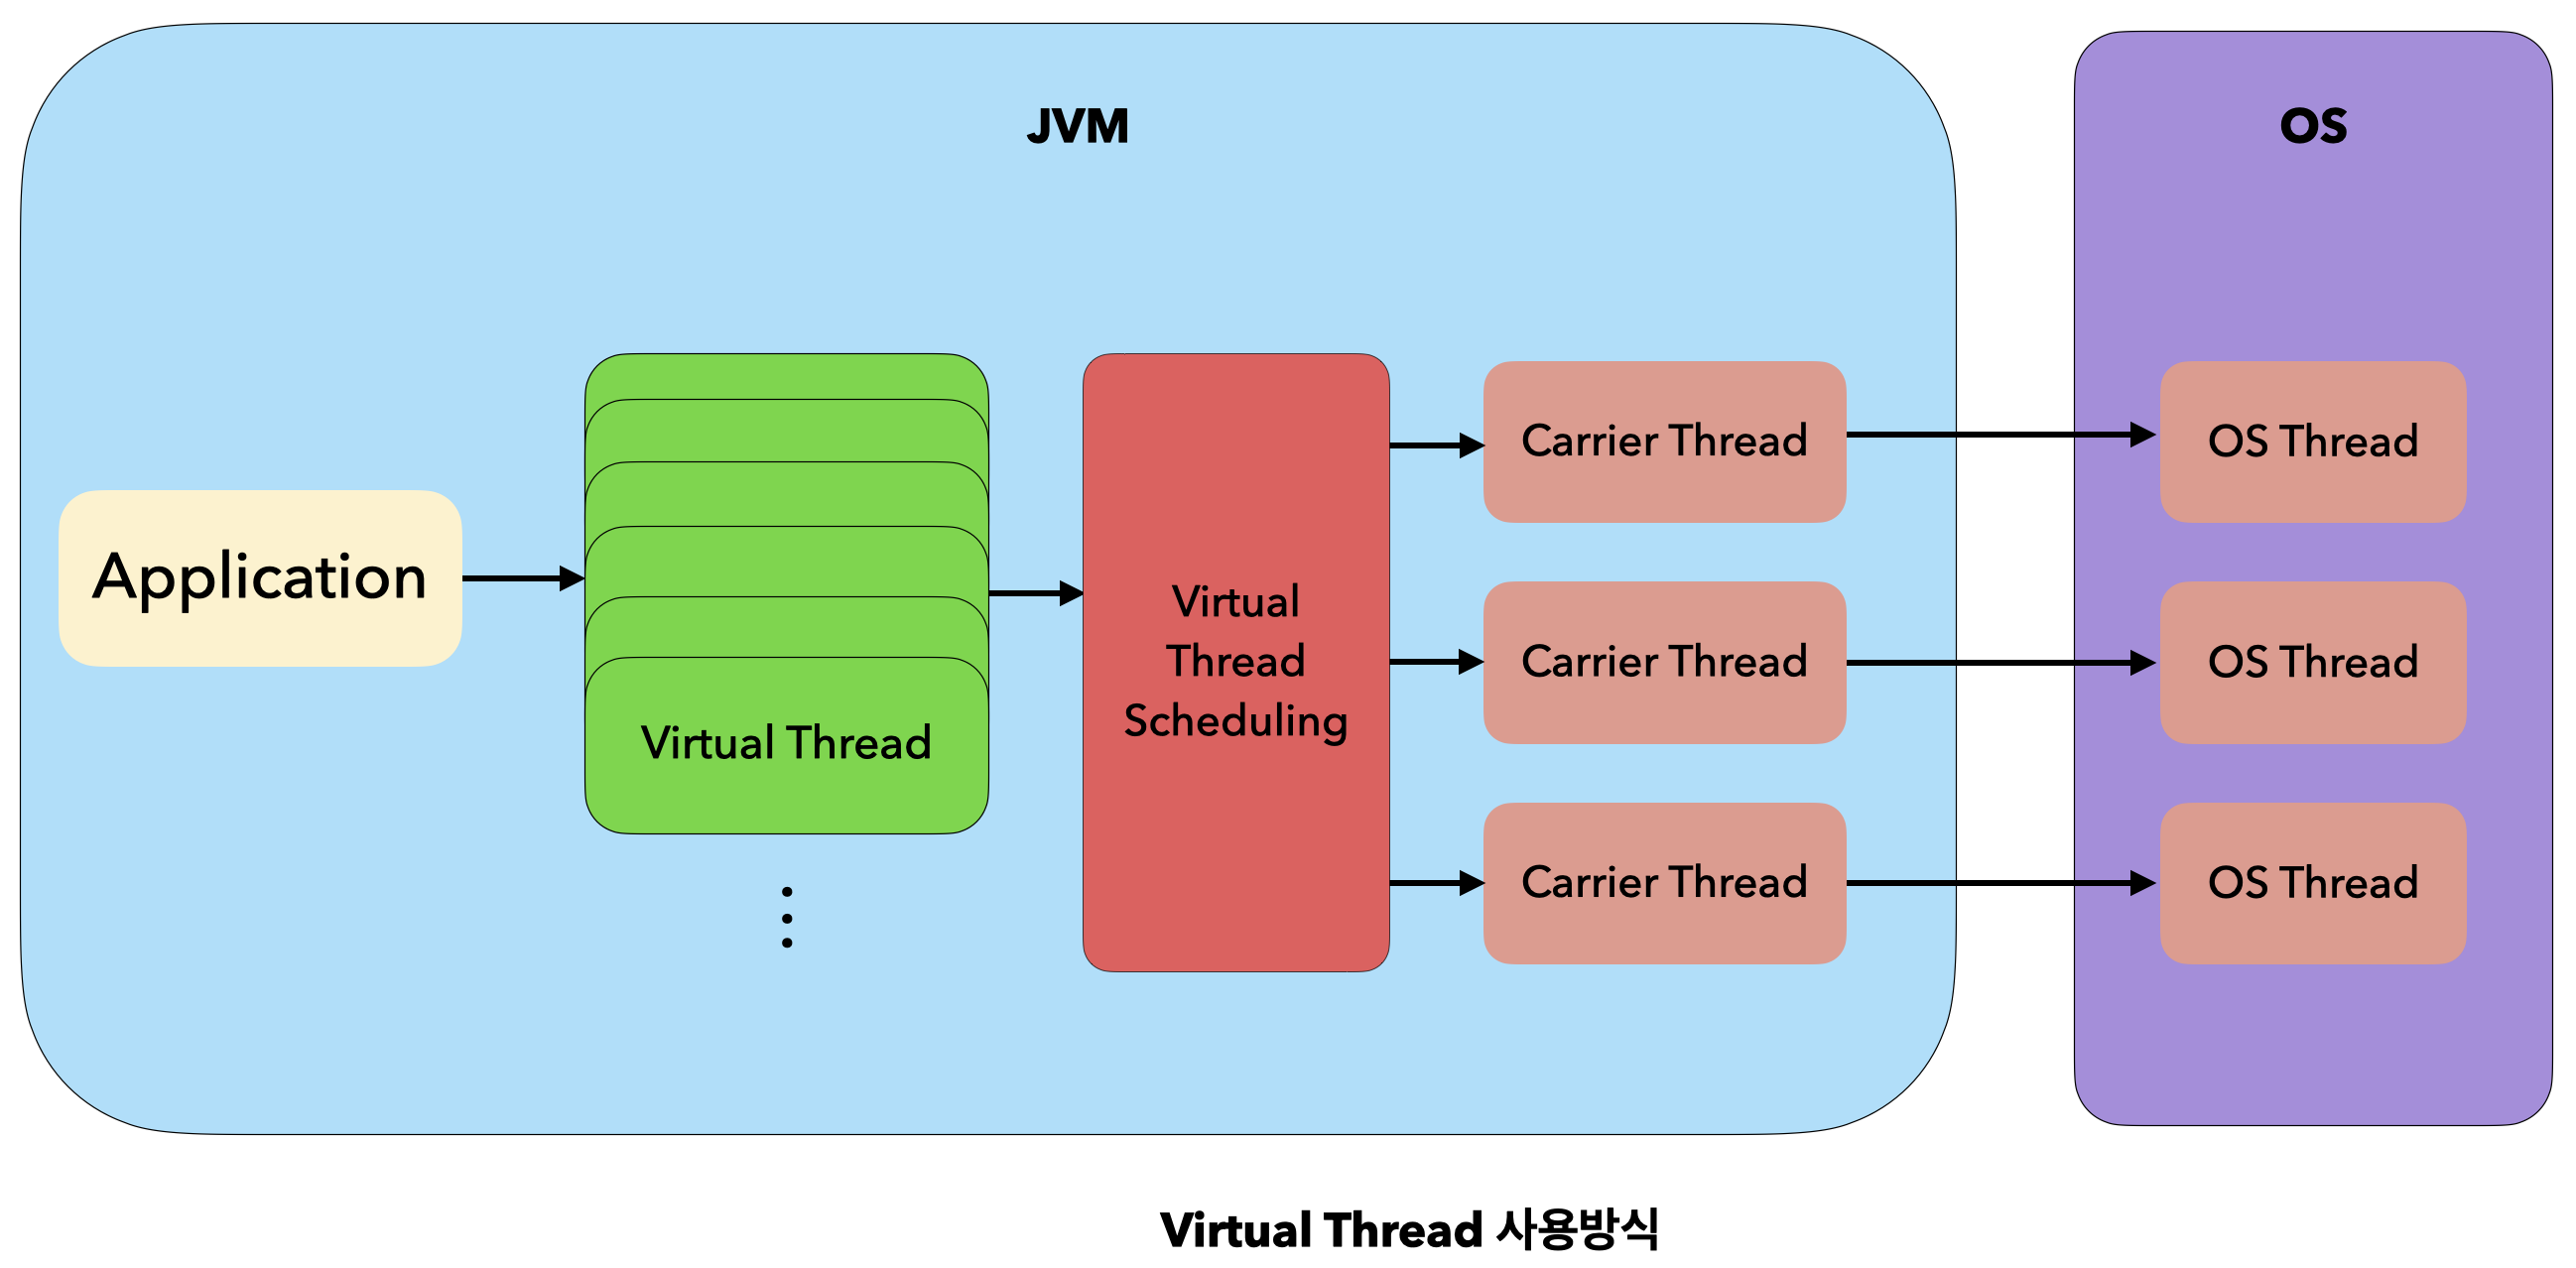 JVM
OS
Application
Virtual Thread
Virtual
Thread
Scheduling
Carrier Thread
OS Thread
Carrier Thread
OS Thread
Carrier Thread
OS Thread
Virtual Thread 사용방식